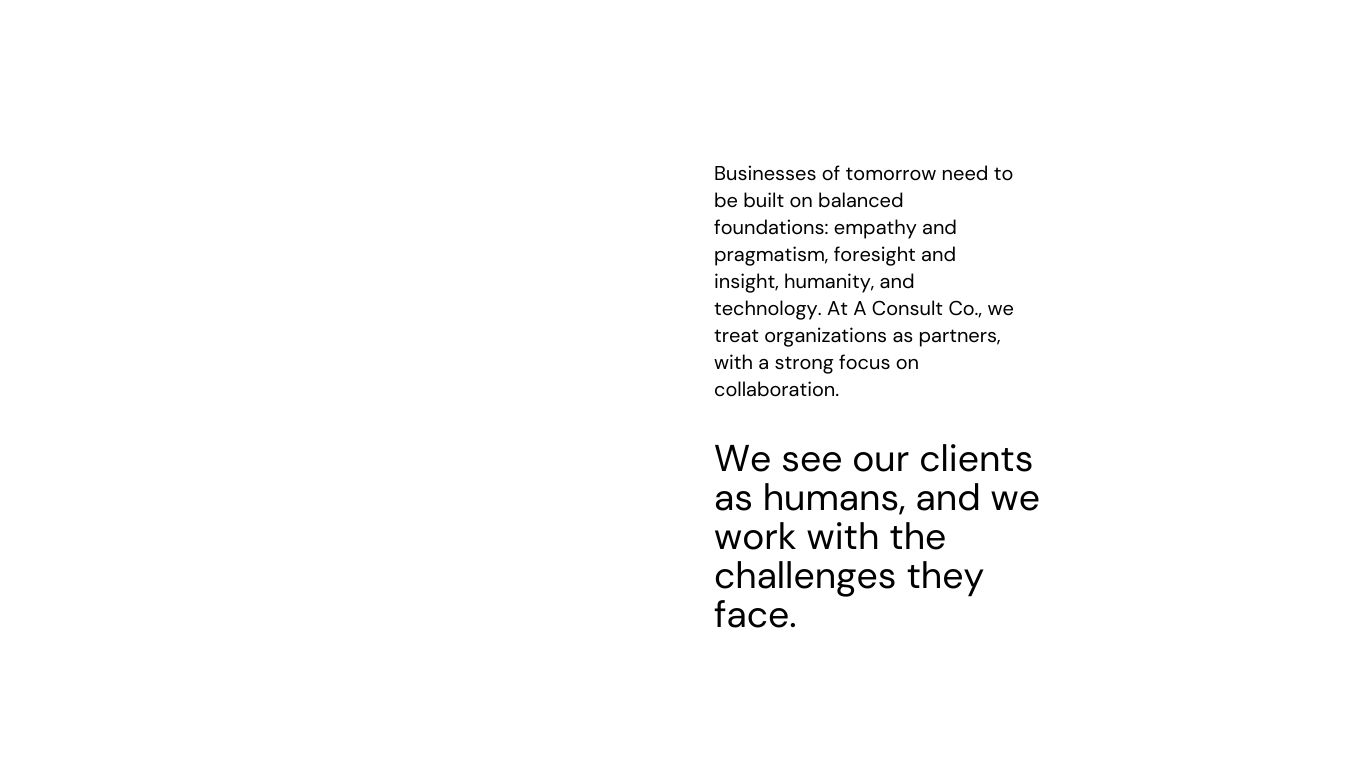 Businesses of tomorrow need to
be built on balanced
foundations: empathy and
pragmatism, foresight and
insight, humanity, and
technology. At A Consult Co., we
treat organizations as partners,
with a strong focus on
collaboration.
We see our clients
as humans, and we
work with the
challenges they
face.